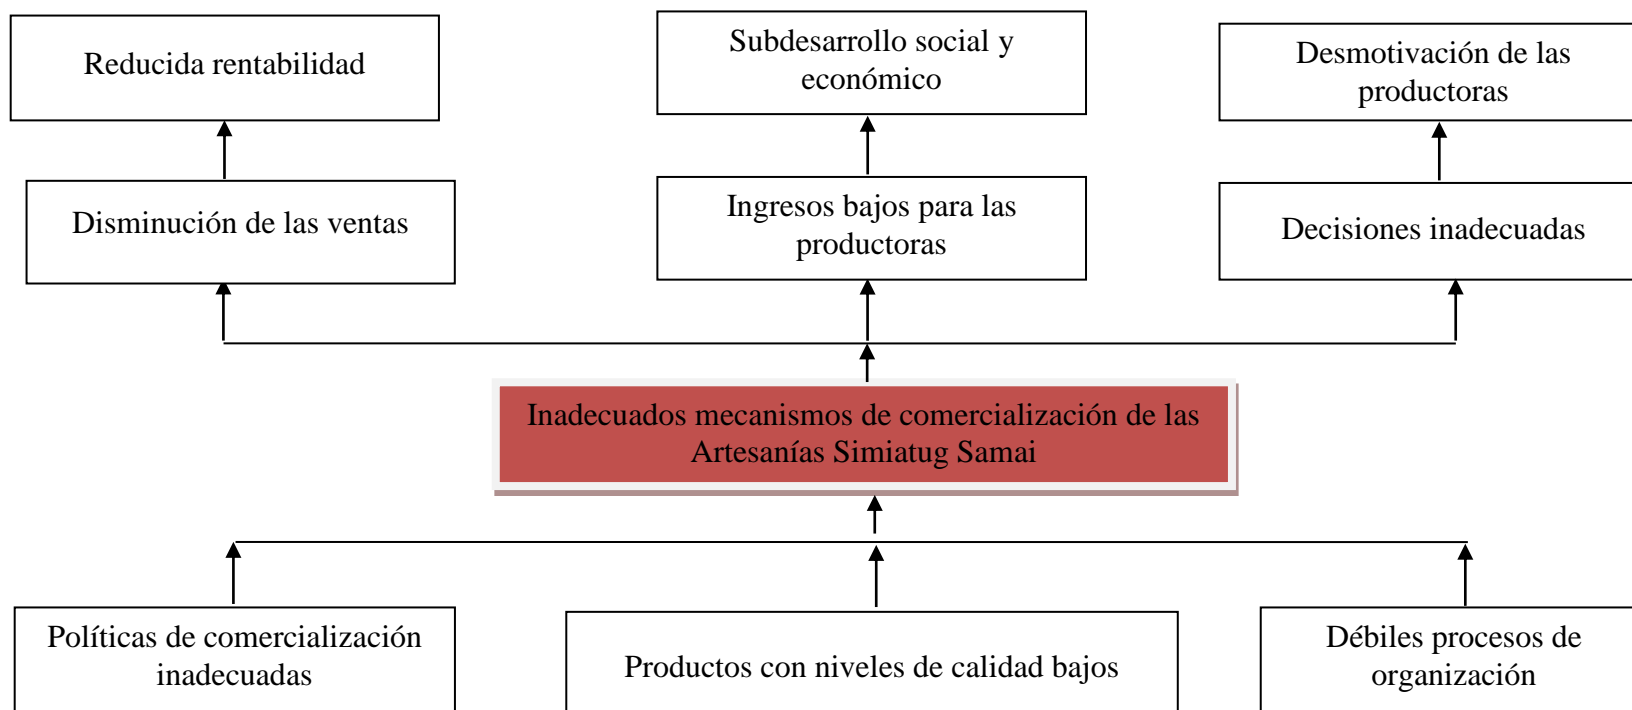 Reducida rentabilidad
Subdesarrollo social y
económico
Desmotivación de las
productoras
Disminución de las ventas
Ingresos bajos para las
productoras
Decisiones inadecuadas
Inadecuados mecanismos de comercialización de las
Artesanías Simiatug Samai
Políticas de comercialización
inadecuadas
Productos con niveles de calidad bajos
Débiles procesos de
organización